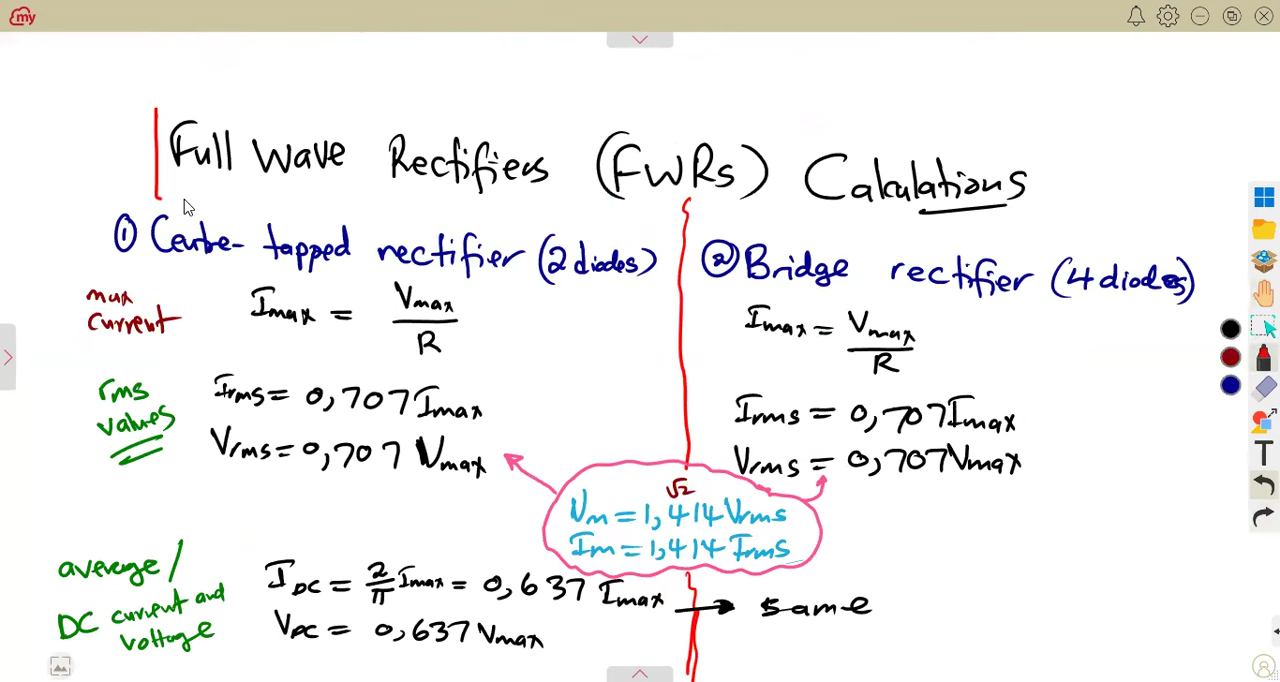 my
Full Wave Rectifiers (FWRs) Calculations
① Centre-tapped rectifier (2 diodes)
max current
Imax = Vmax / R
rms values
Irms = 0,707 Imax
Vrms = 0,707 Vmax
② Bridge rectifier (4 diodes)
Imax = Vmax / R
Irms = 0,707 Imax
Vrms = 0,707 Vmax
√2
Vm = 1,414 Vrms
Im = 1,414 Irms
average /
DC current and
voltage
IDC = 2/π Imax = 0,637 Imax → same
VDC = 0,637 Vmax
T